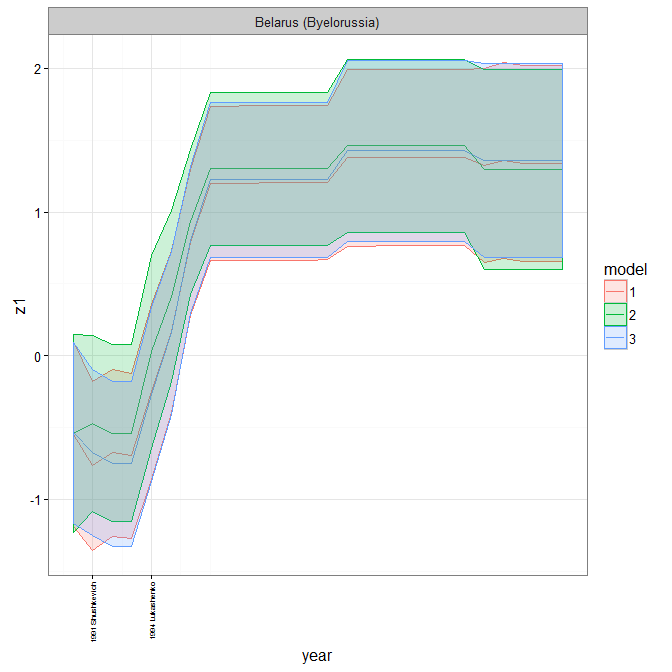 Belarus (Byelorussia)
2
1
0
-1
z1
1991 Shushkevich
1994 Lukashenko
year
model
1
2
3